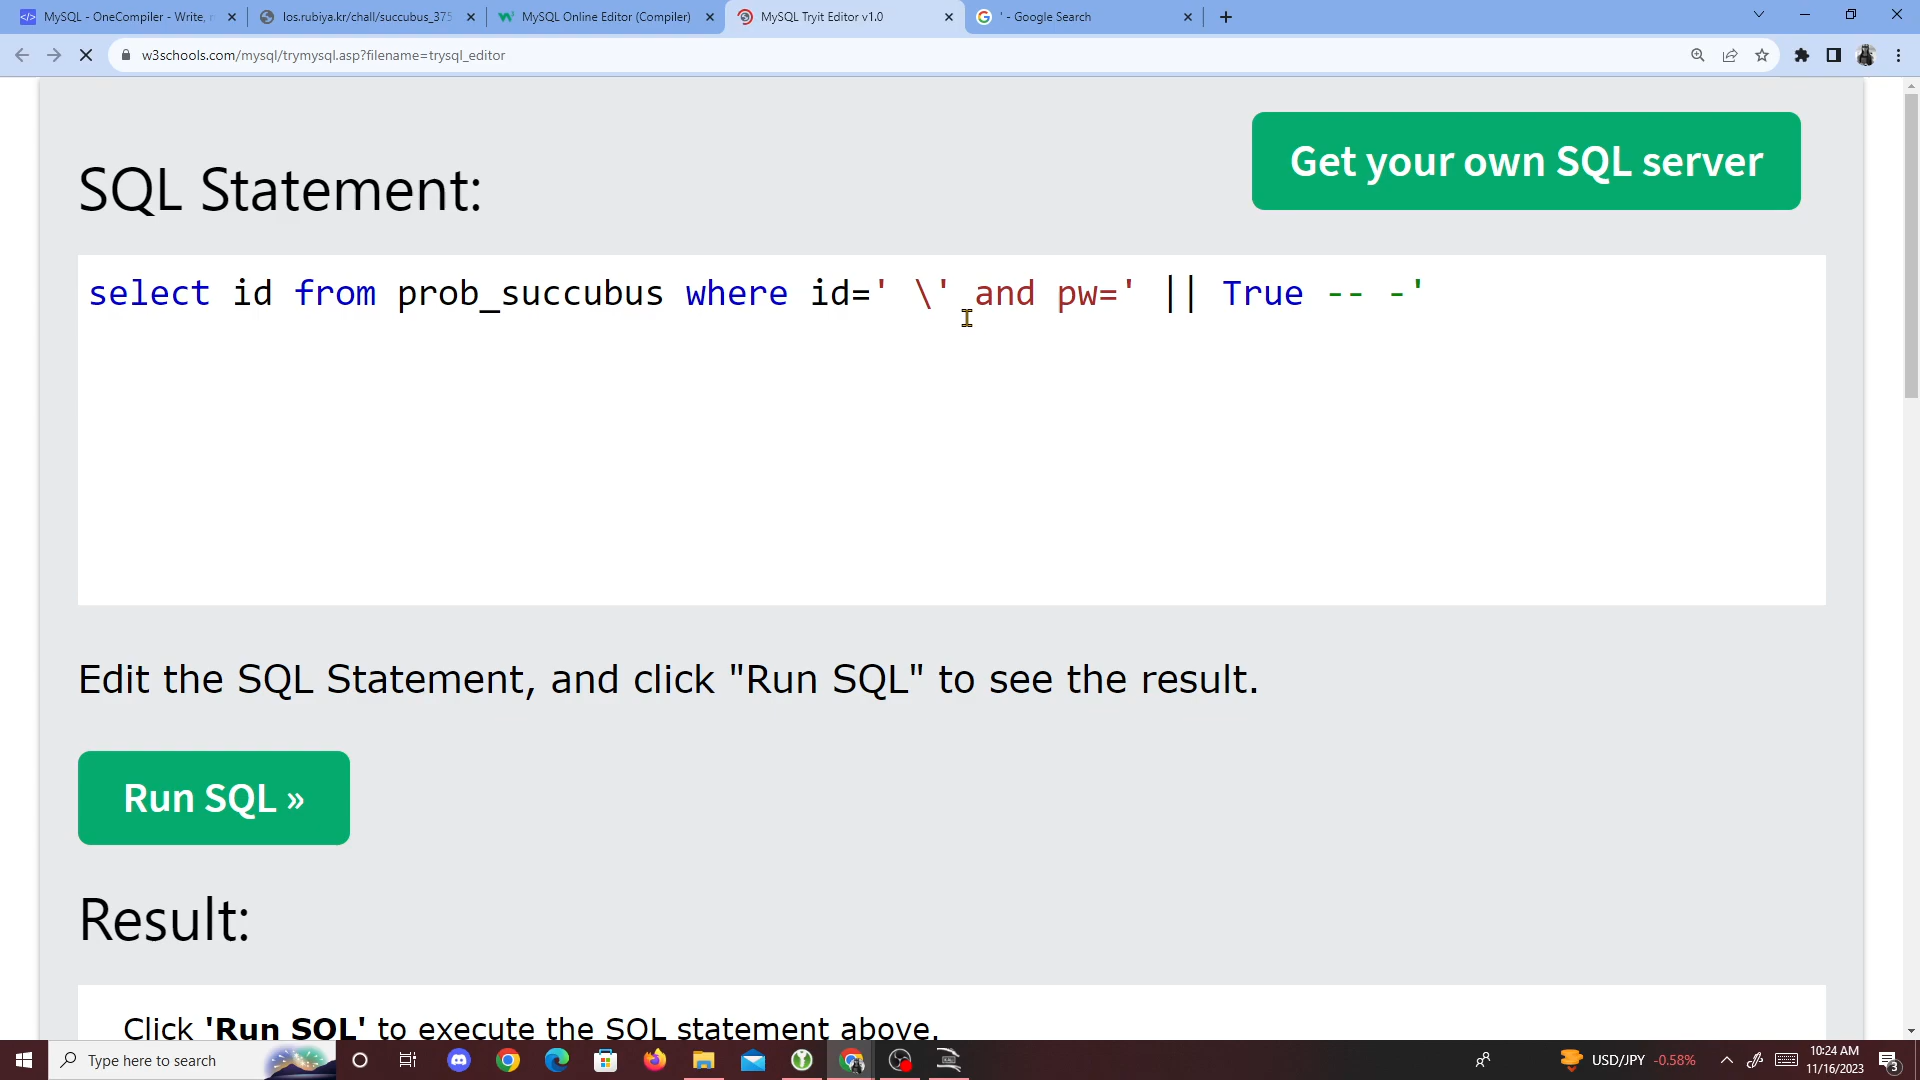 MySQL - OneCompiler - Write, r
los.rubiya.kr/chall/succubus_375
MySQL Online Editor (Compiler)
MySQL Tryit Editor v1.0
' - Google Search
w3schools.com/mysql/trymysql.asp?filename=trysql_editor
Get your own SQL server
SQL Statement:
select id from prob_succubus where id=' \' and pw=' || True -- -'
Edit the SQL Statement, and click "Run SQL" to see the result.
Run SQL »
Result:
Click 'Run SQL' to execute the SQL statement above.
Type here to search
USD/JPY -0.58%
10:24 AM
11/16/2023
3